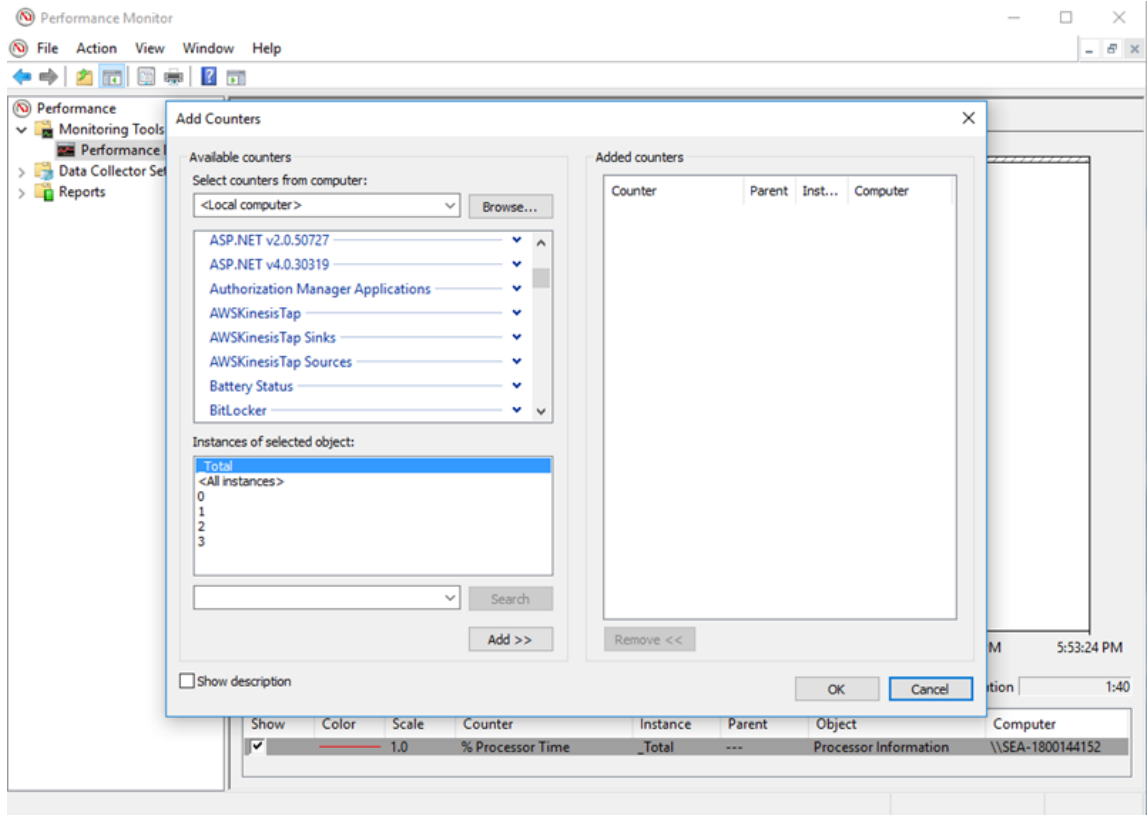 Performance Monitor
File Action View Window Help
Performance
Monitoring Tools
Performance
Data Collector Set
Reports
Add Counters
Available counters
Select counters from computer:
<Local computer>
Browse...
ASP.NET v2.0.50727
ASP.NET v4.0.30319
Authorization Manager Applications
AWSKinesisTap
AWSKinesisTap Sinks
AWSKinesisTap Sources
Battery Status
BitLocker
Instances of selected object:
_Total
<All instances>
0
1
2
3
Search
Add >>
Show description
Added counters
Counter Parent Inst... Computer
Remove <<
OK Cancel
M 5:53:24 PM
ation 1:40
Show Color Scale Counter Instance Parent Object Computer
1.0 % Processor Time _Total --- Processor Information \\SEA-1800144152